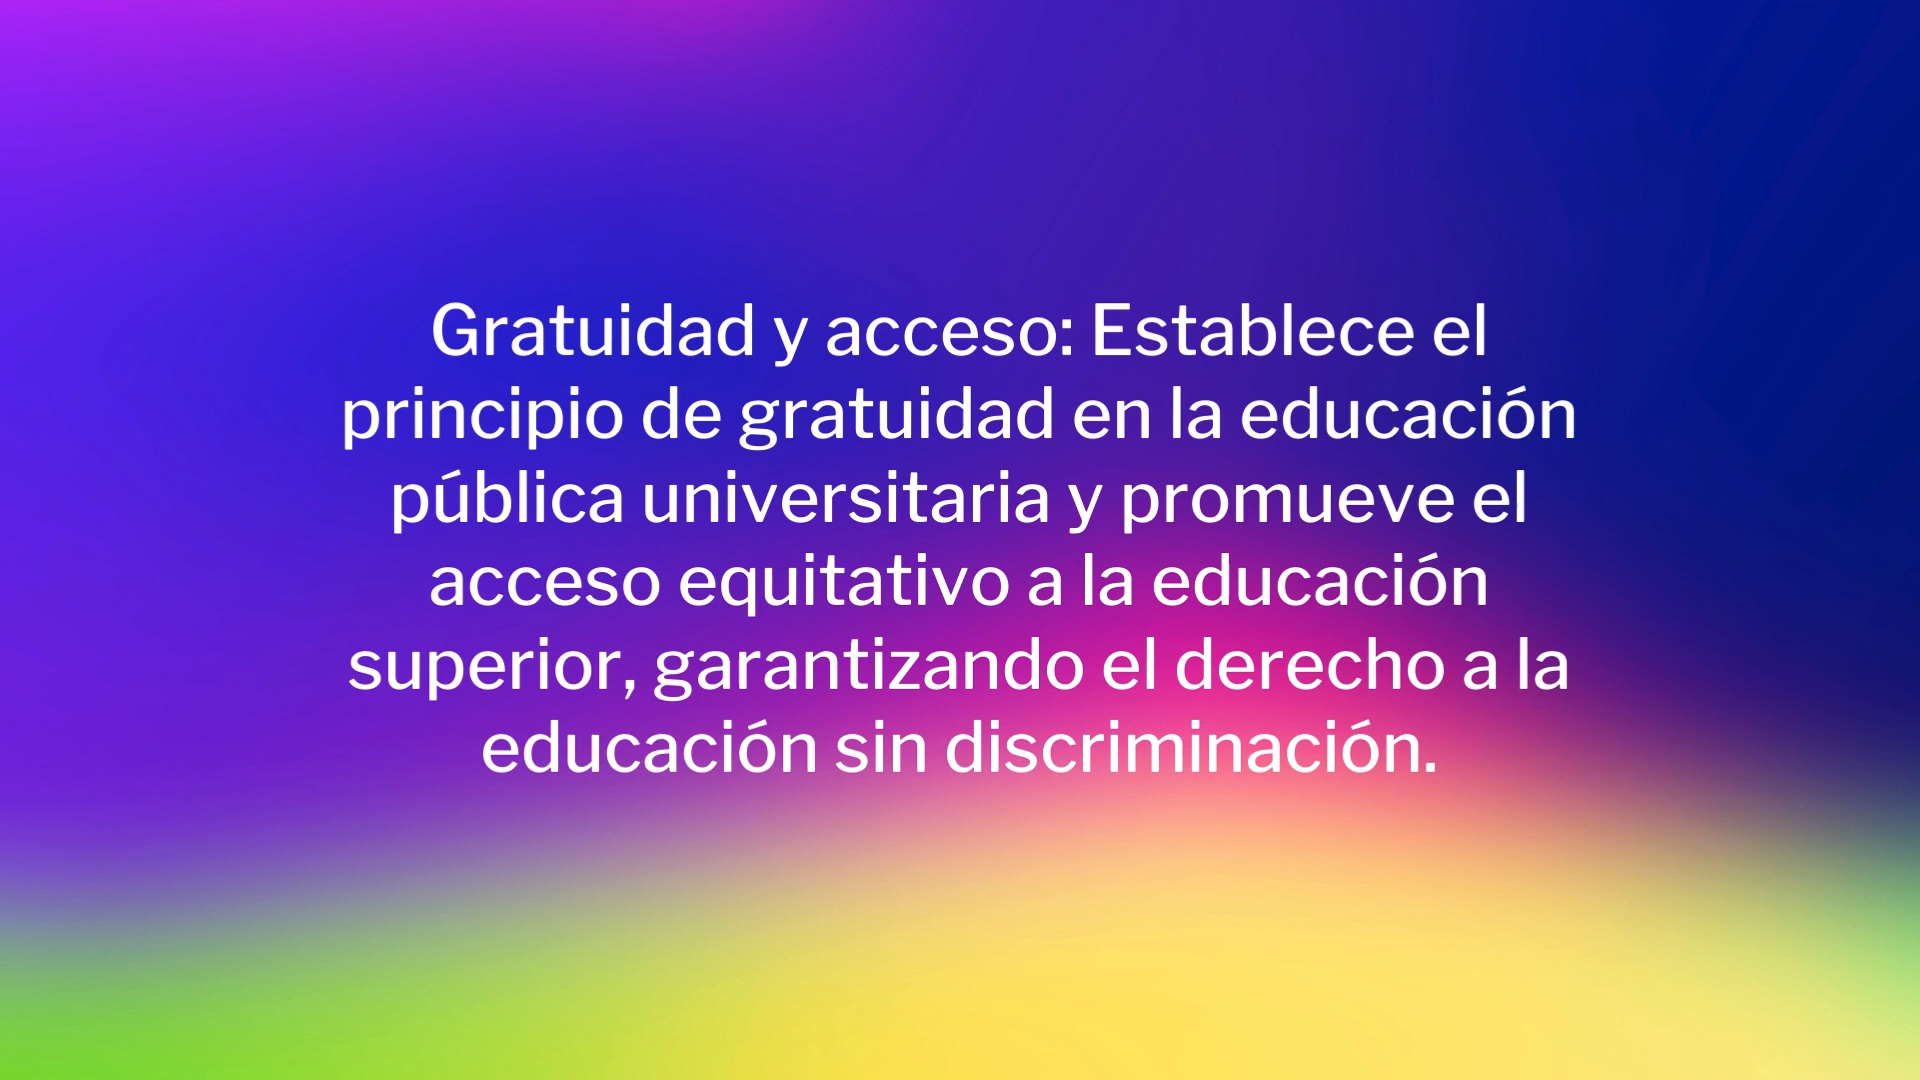 Gratuidad y acceso: Establece el
principio de gratuidad en la educación
pública universitaria y promueve el
acceso equitativo a la educación
superior, garantizando el derecho a la
educación sin discriminación.